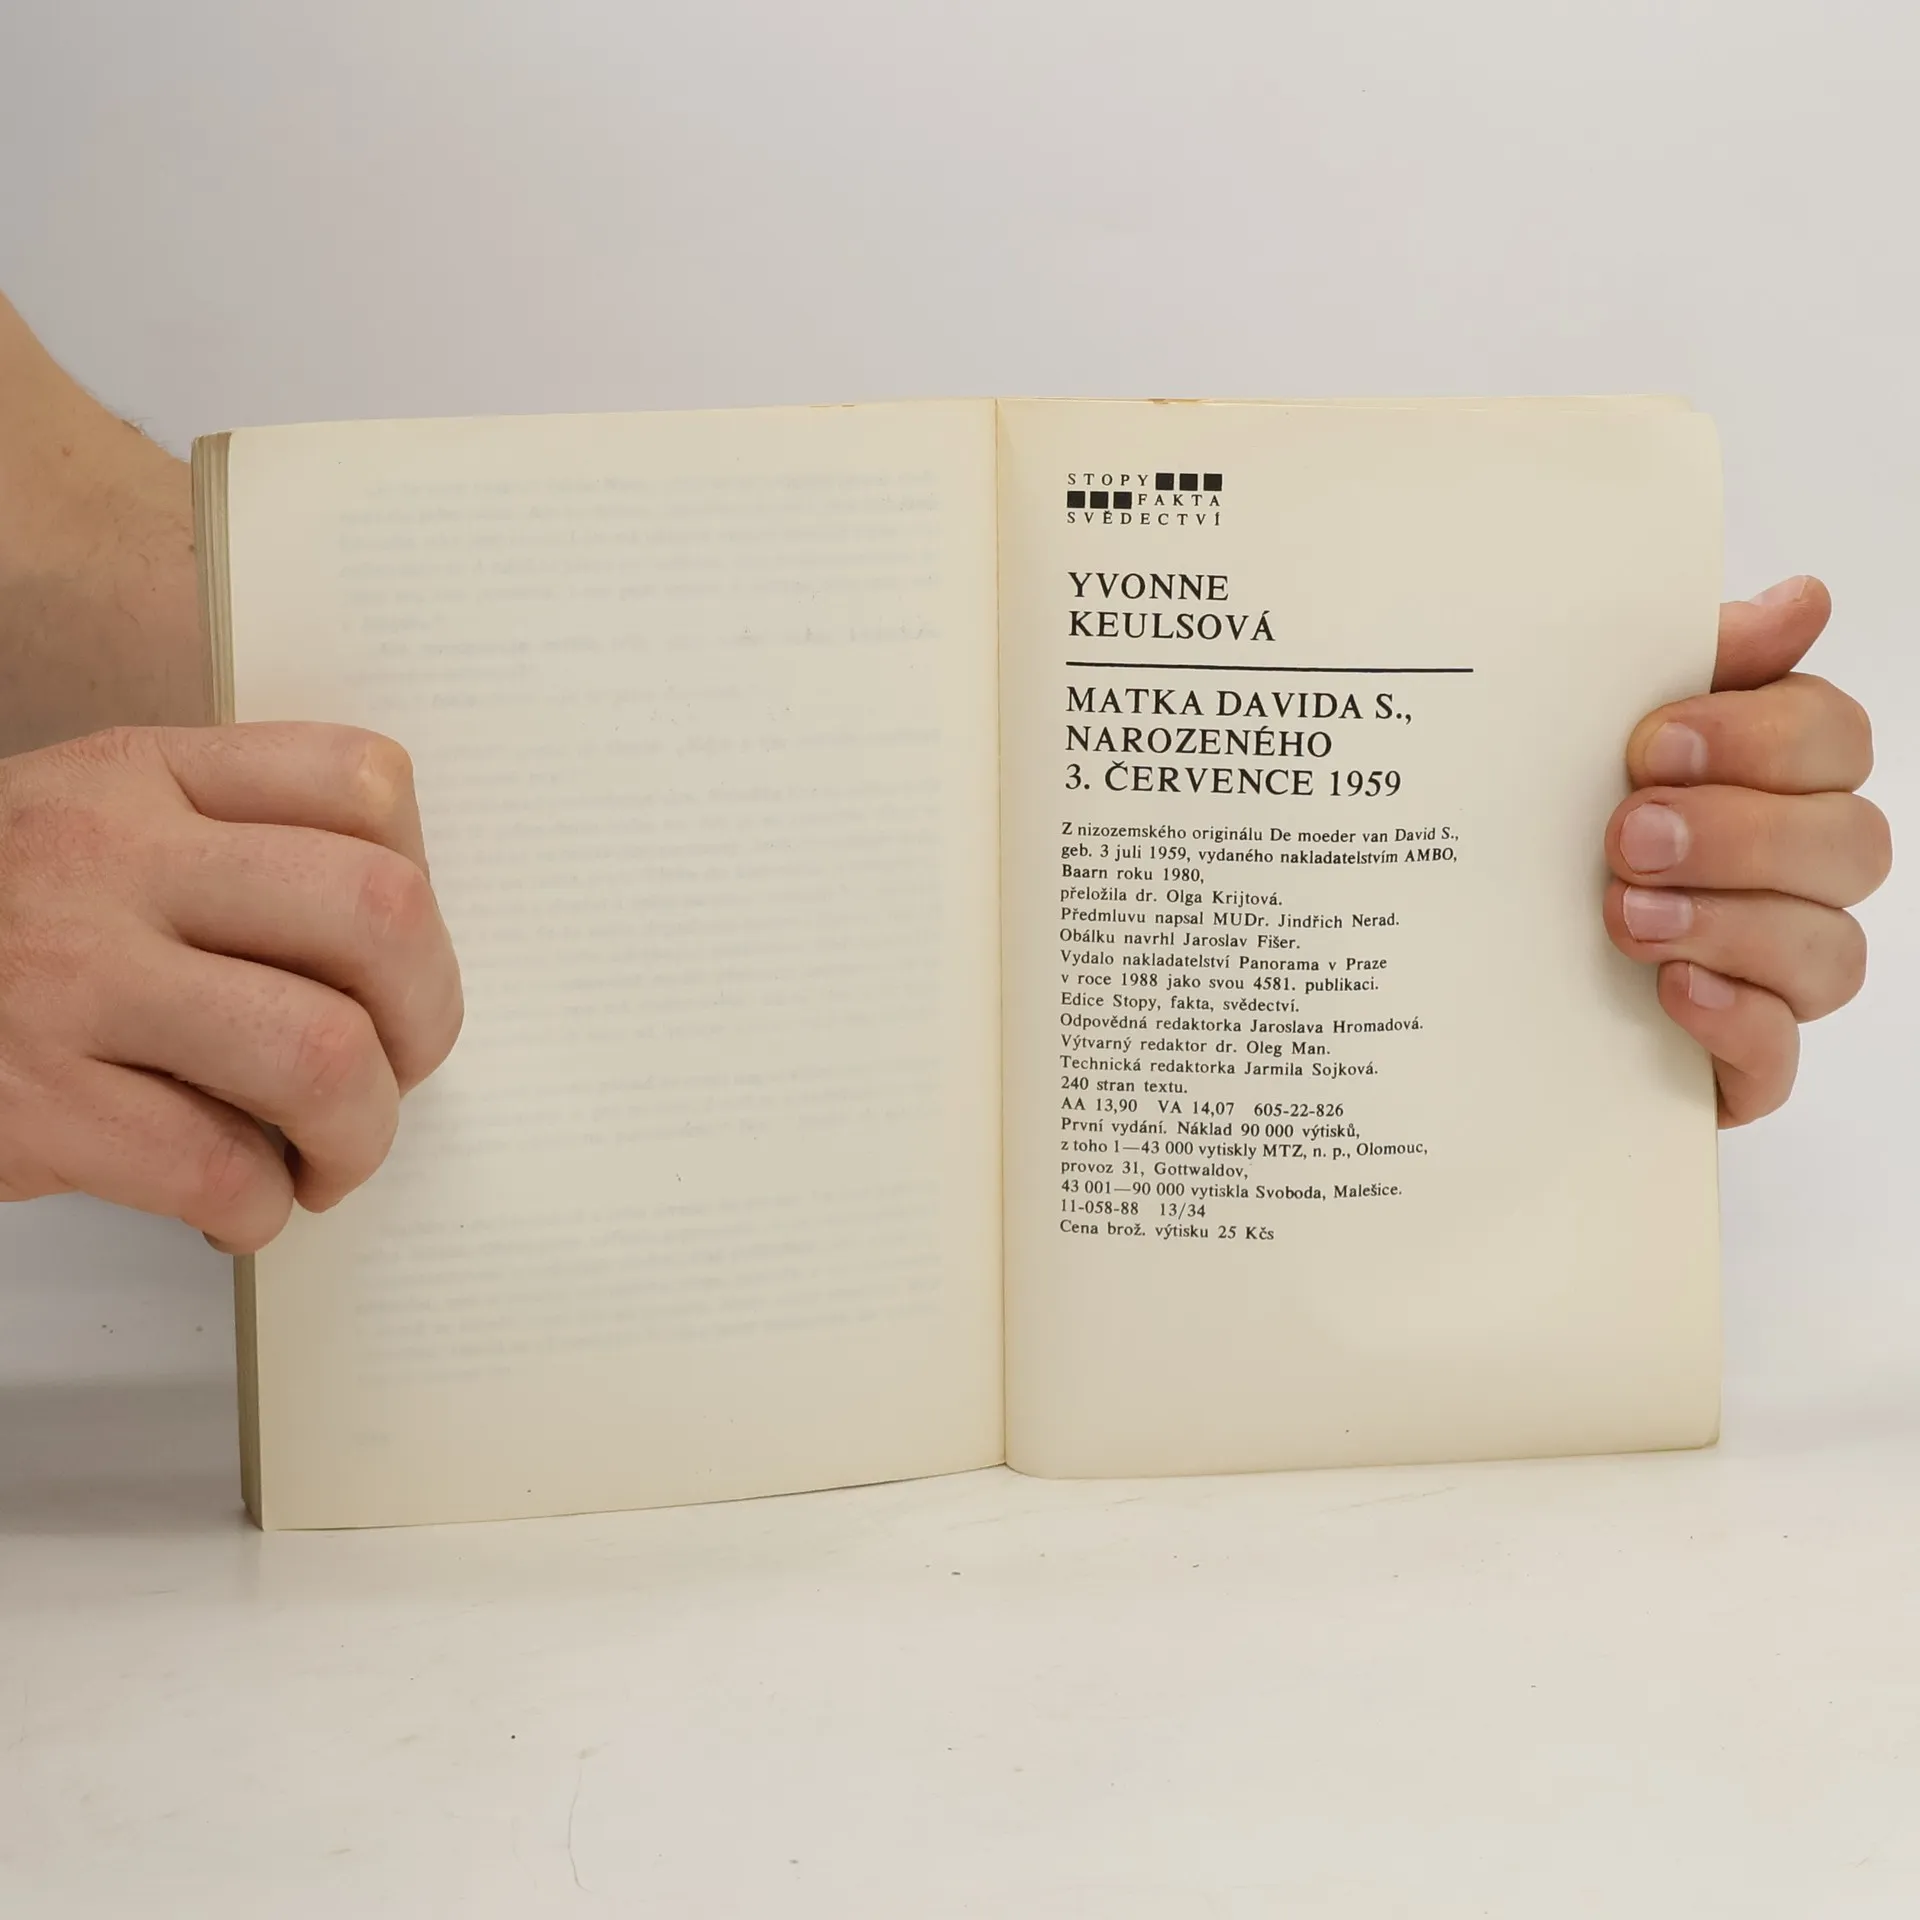 STOPY
FAKTA
SVĚDECTVÍ
YVONNE
KEULSOVÁ
MATKA DAVIDA S.,
NAROZENÉHO
3. ČERVENCE 1959
Z nizozemského originálu De moeder van David S.,
geb. 3 juli 1959, vydaného nakladatelstvím AMBO,
Baarn roku 1980,
přeložila dr. Olga Krijtová.
Předmluvu napsal MUDr. Jindřich Nerad.
Obálku navrhl Jaroslav Fišer.
Vydalo nakladatelství Panorama v Praze
v roce 1988 jako svou 4581. publikaci.
Edice Stopy, fakta, svědectví.
Odpovědná redaktorka Jaroslava Hromadová.
Výtvarný redaktor dr. Oleg Man.
Technická redaktorka Jarmila Sojková.
240 stran textu.
AA 13,90 VA 14,07 605-22-826
První vydání. Náklad 90 000 výtisků,
z toho 1—43 000 vytiskly MTZ, n. p., Olomouc,
provoz 31, Gottwaldov,
43 001—90 000 vytiskla Svoboda, Malešice.
11-058-88 13/34
Cena brož. výtisku 25 Kčs